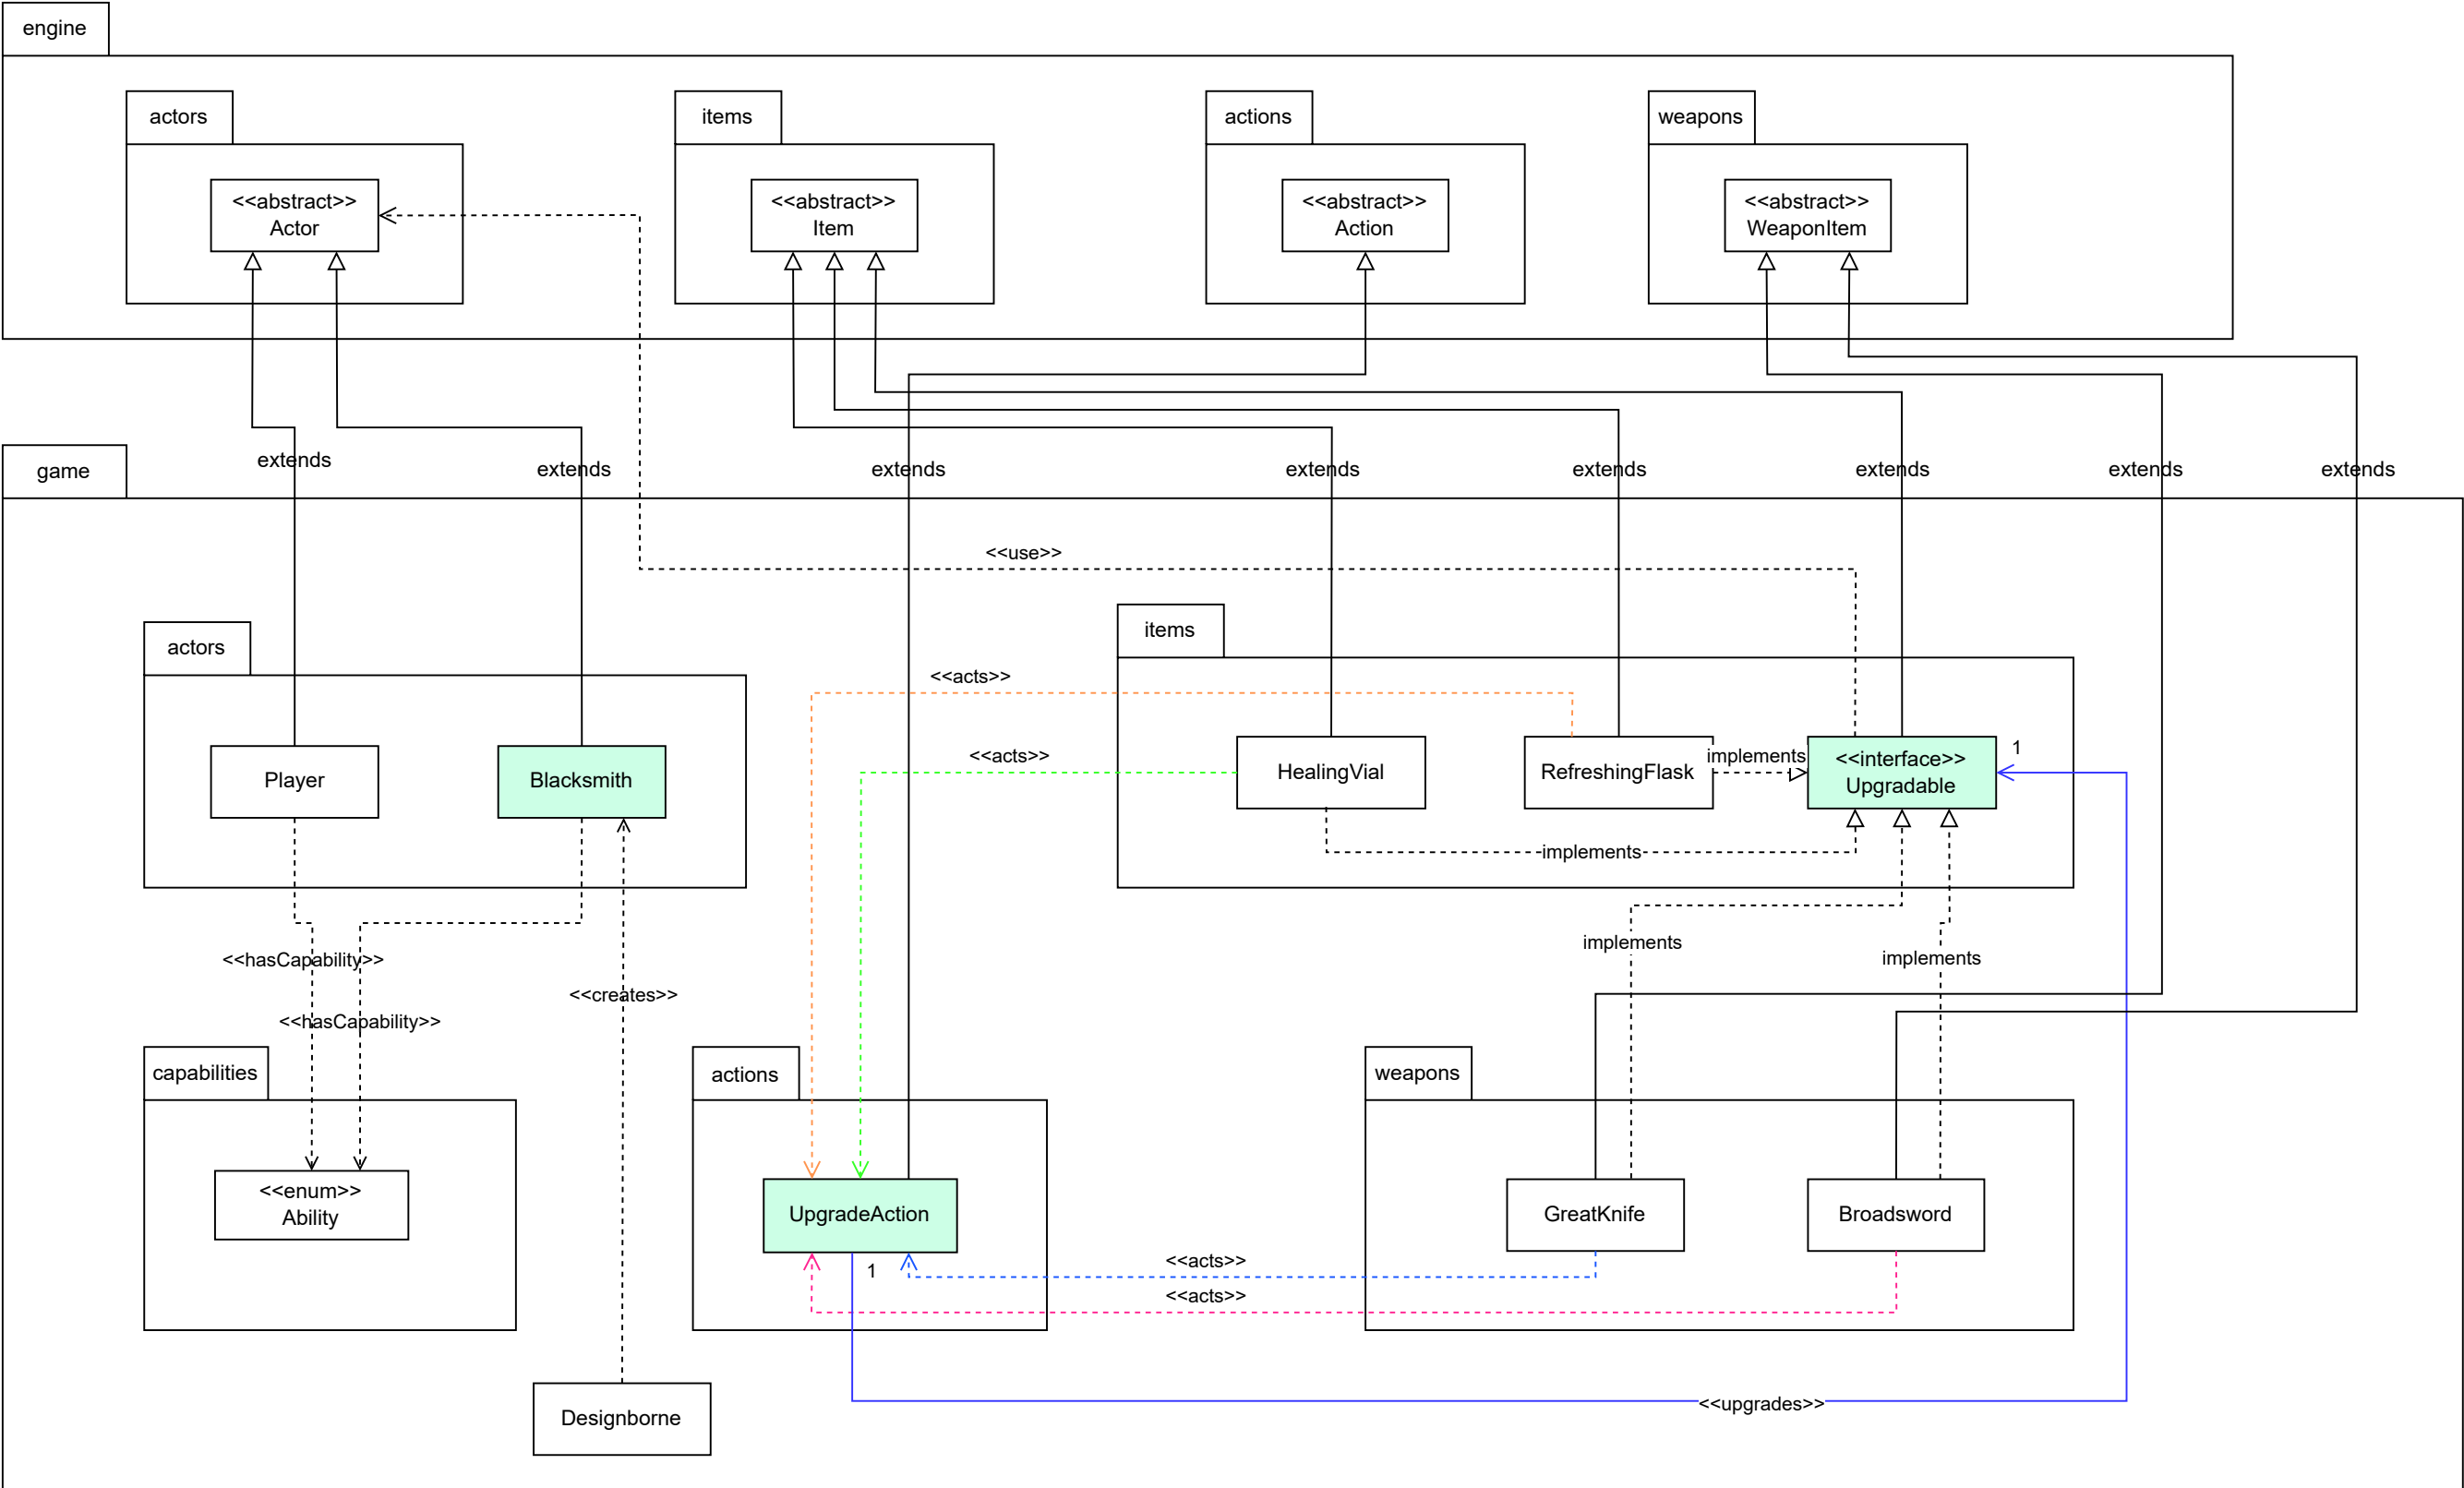 engine
actors
items
actions
weapons
<<abstract>>
Actor
<<abstract>>
Item
<<abstract>>
Action
<<abstract>>
WeaponItem
game
extends
extends
extends
extends
extends
extends
extends
extends
<<use>>
actors
items
<<acts>>
<<acts>>
Player
Blacksmith
HealingVial
RefreshingFlask
implements
<<interface>>
Upgradable
1
implements
<<hasCapability>>
<<hasCapability>>
<<creates>>
implements
implements
capabilities
actions
weapons
<<enum>>
Ability
UpgradeAction
GreatKnife
Broadsword
1
<<acts>>
<<acts>>
<<upgrades>>
Designborne